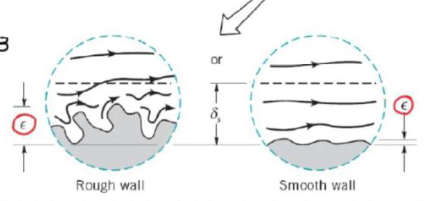 or
ϵ
δₛ
ϵ
Rough wall
Smooth wall